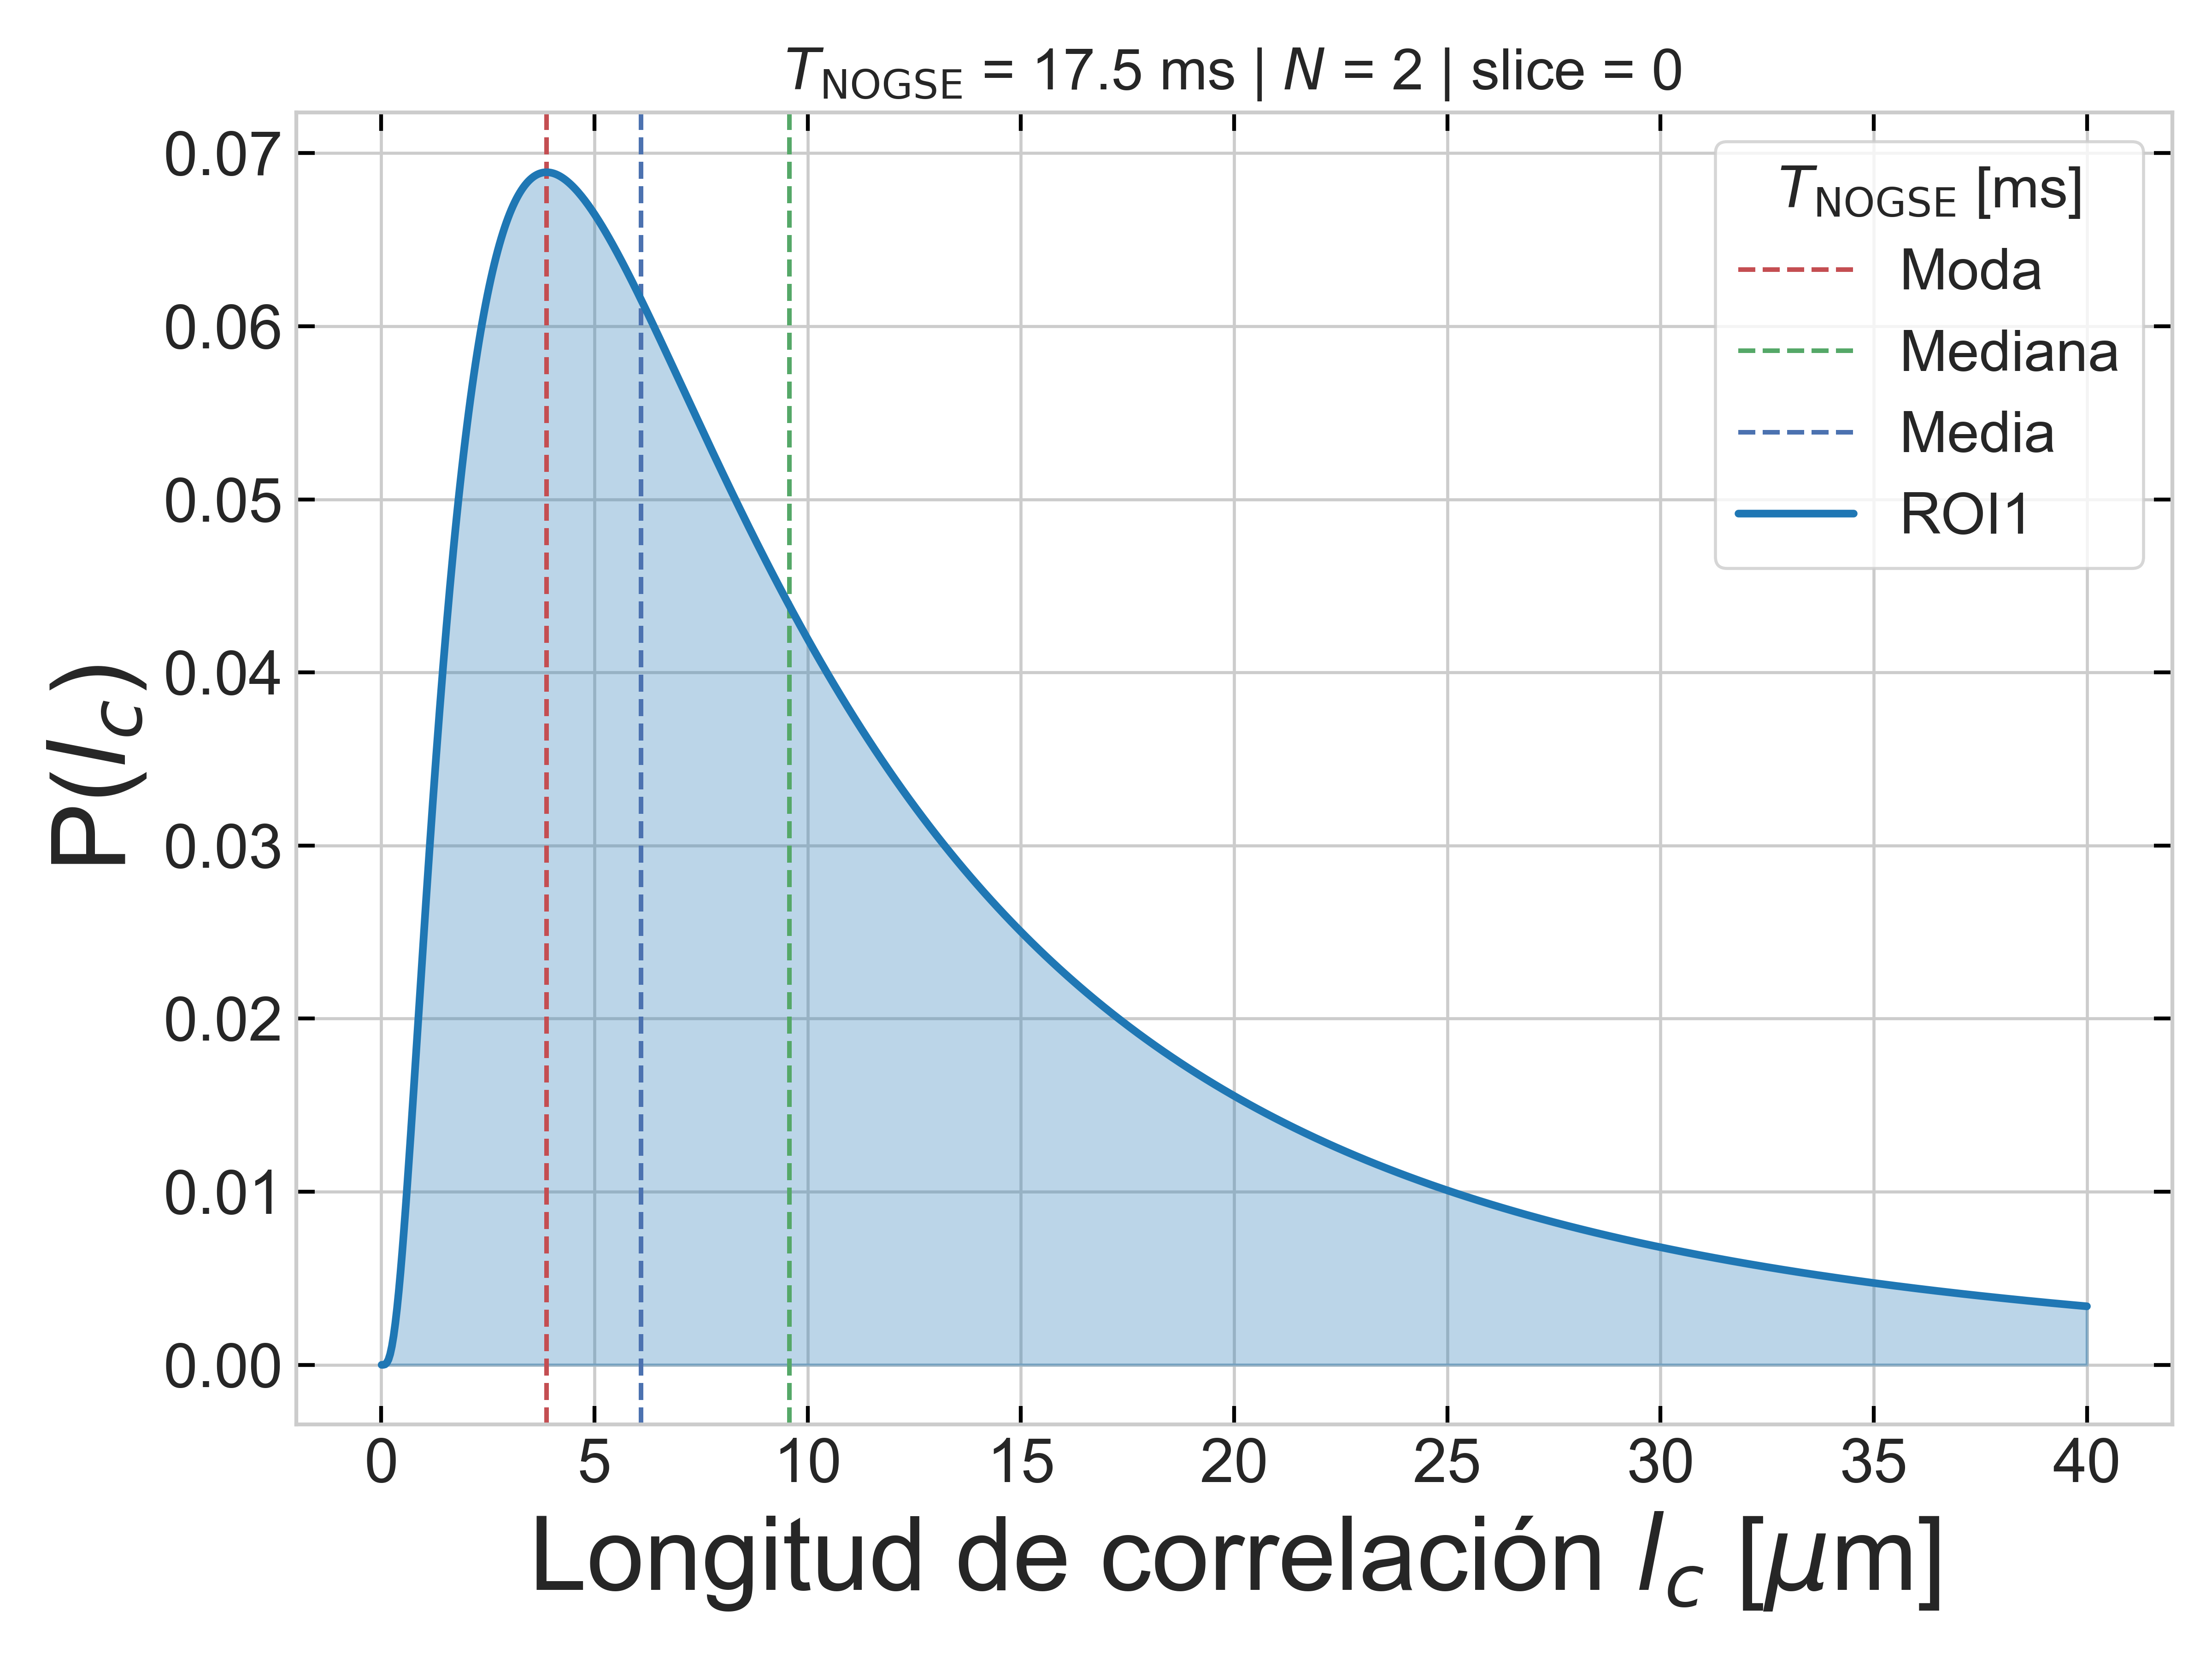 T_NOGSE = 17.5 ms | N = 2 | slice = 0
P(l_c)
0.07
0.06
0.05
0.04
0.03
0.02
0.01
0.00
T_NOGSE [ms]
Moda
Mediana
Media
ROI1
0 5 10 15 20 25 30 35 40
Longitud de correlación l_c [μm]